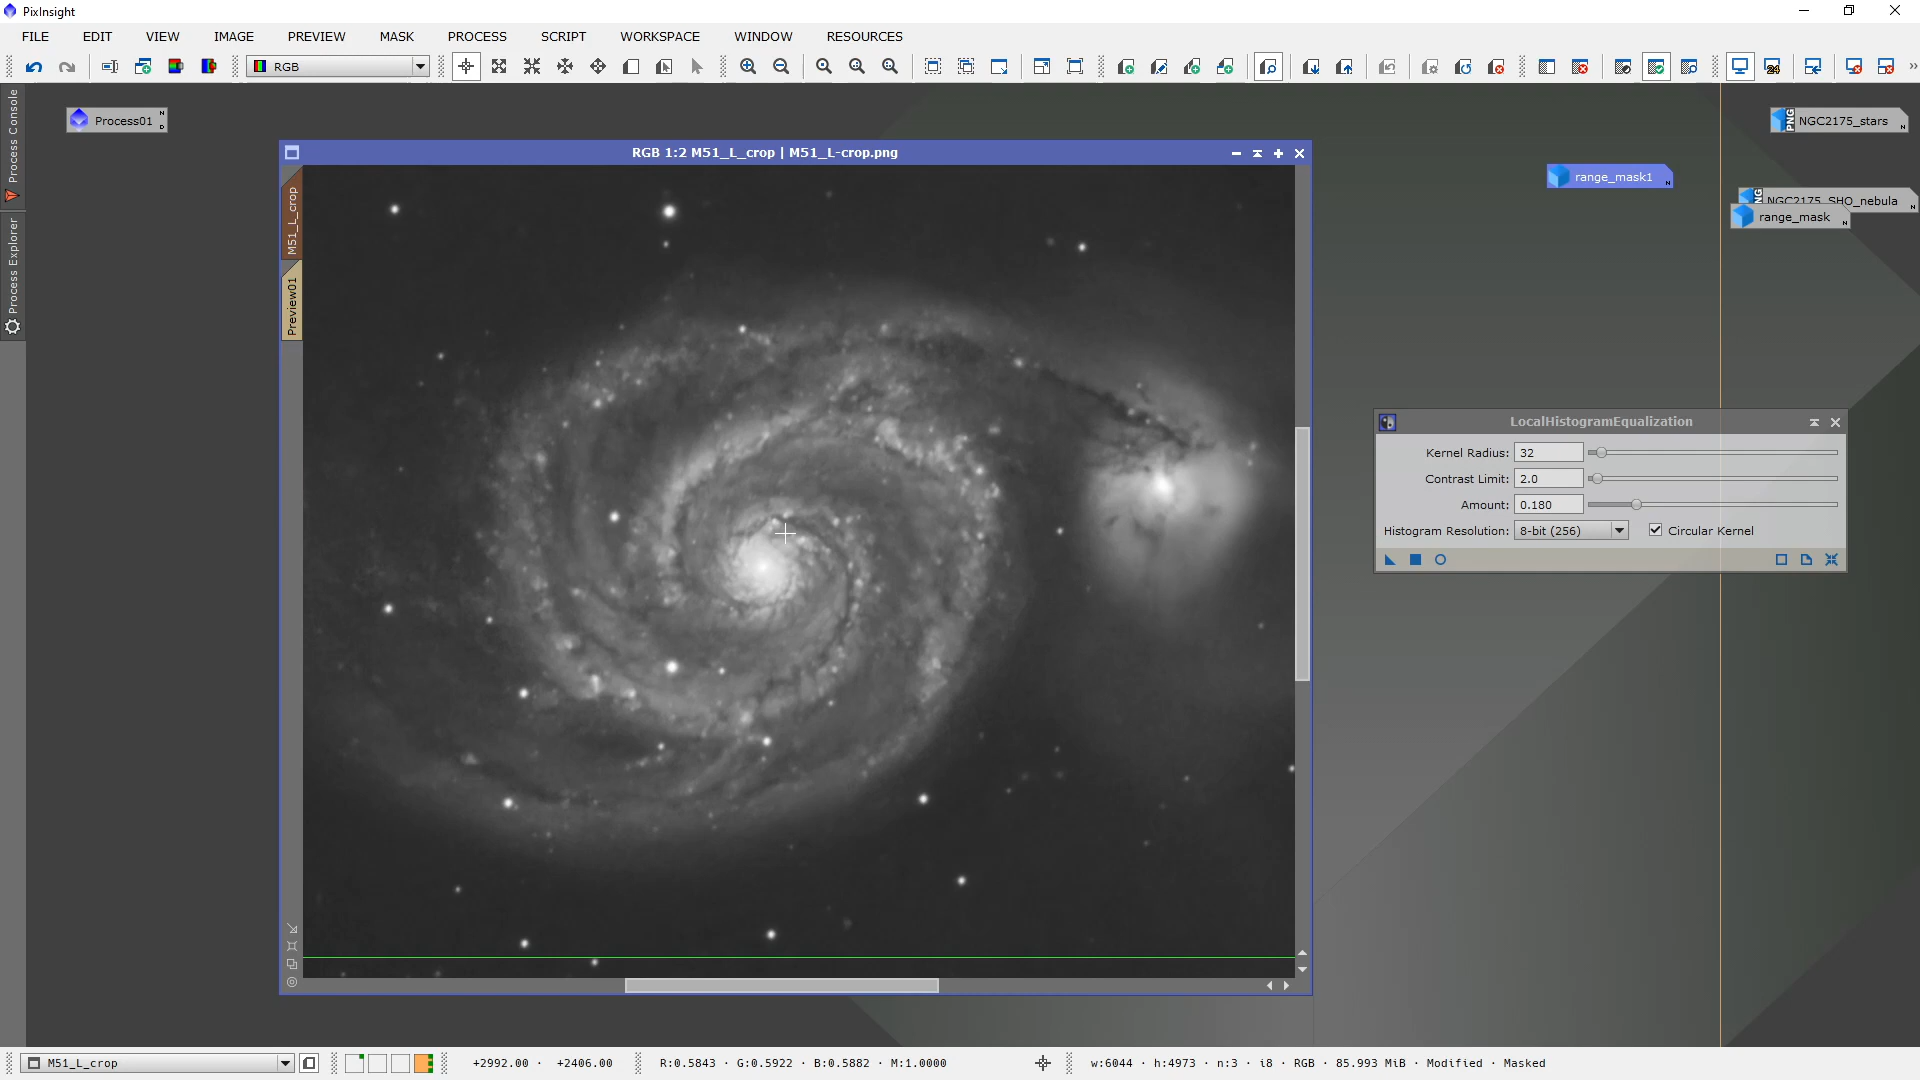 PixInsight
FILE EDIT VIEW IMAGE PREVIEW MASK PROCESS SCRIPT WORKSPACE WINDOW RESOURCES
RGB
24
Process Console
Process Explorer
Process01
N
D
RGB 1:2 M51_L_crop | M51_L-crop.png
M51_L_crop
Preview01
PNG
NGC2175_stars
N
range_mask1
N
NG
NGC2175_SHO_nebula
N
range_mask
N
LocalHistogramEqualization
Kernel Radius: 32
Contrast Limit: 2.0
Amount: 0.180
Histogram Resolution: 8-bit (256) Circular Kernel
M51_L_crop
+2992.00 · +2406.00
R:0.5843 · G:0.5922 · B:0.5882 · M:1.0000
w:6044 · h:4973 · n:3 · i8 · RGB · 85.993 MiB · Modified · Masked